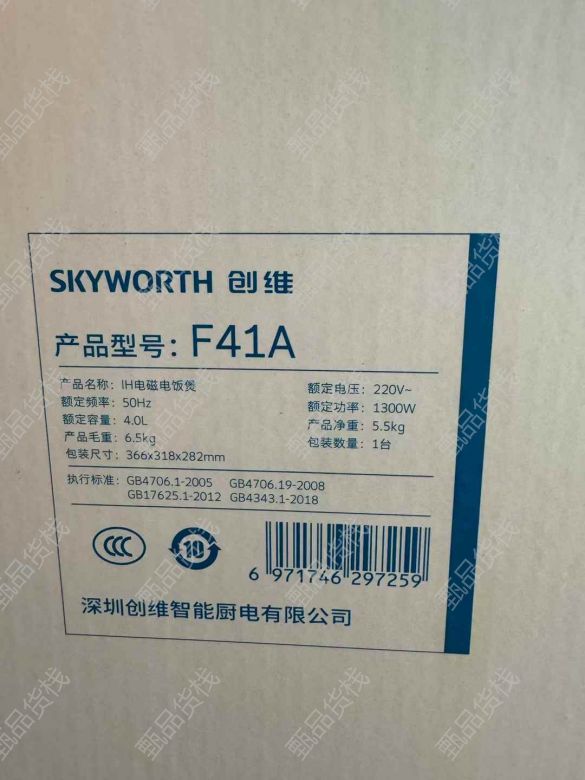 SKYWORTH 创维
产品型号：F41A
产品名称：IH电磁电饭煲
额定电压：220V~
额定频率：50Hz
额定功率：1300W
额定容量：4.0L
产品净重：5.5kg
产品毛重：6.5kg
包装数量：1台
包装尺寸：366x318x282mm
执行标准：GB4706.1-2005 GB4706.19-2008
GB17625.1-2012 GB4343.1-2018
CCC
10
6 971746 297259
深圳创维智能厨电有限公司
甄品货栈